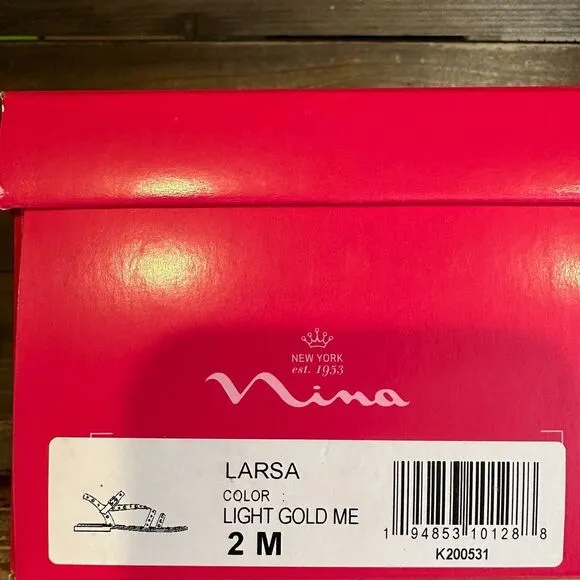 NEW YORK
est. 1953
Nina
LARSA
COLOR :
LIGHT GOLD ME
2 M
1 94853 10128 8
K200531